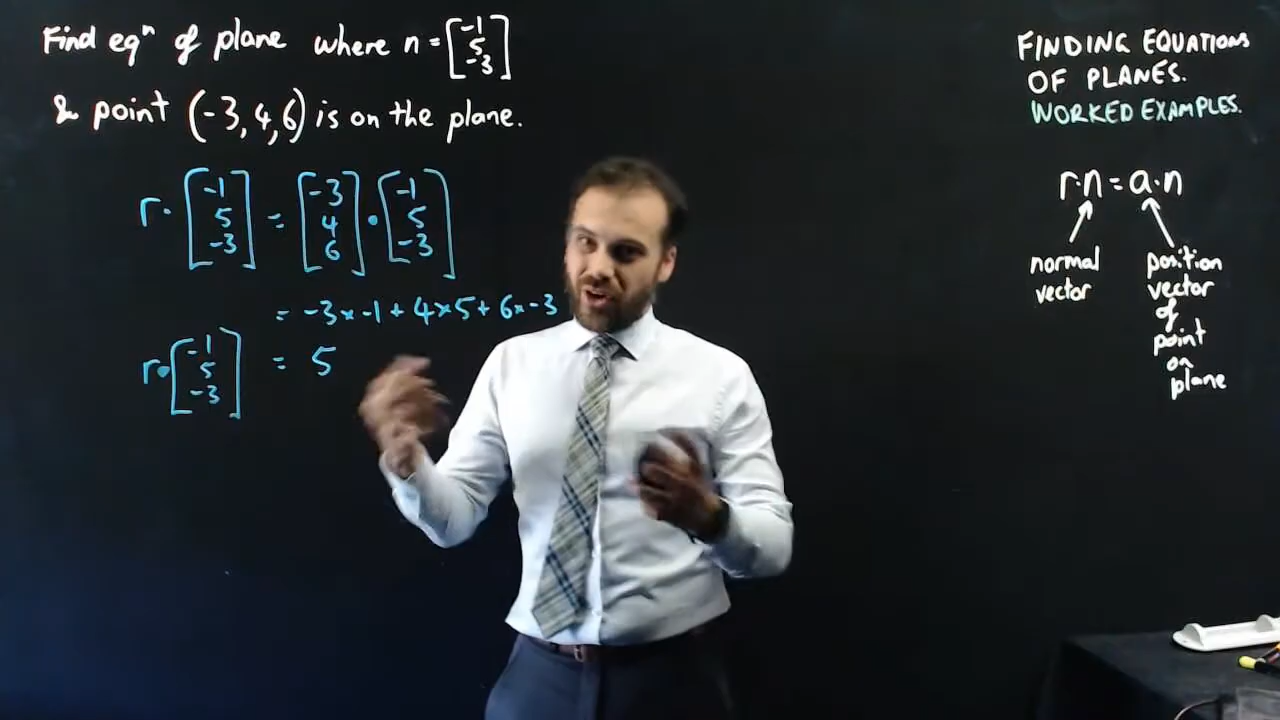 Find eqⁿ of plane where n = [-1 5 -3]
& point (-3, 4, 6) is on the plane.
r· [-1 5 -3] = [-3 4 6] • [-1 5 -3]
= -3 × -1 + 4 × 5 + 6 × -3
r• [-1 5 -3] = 5
FINDING EQUATIONS
OF PLANES.
WORKED EXAMPLES.
r·n = a·n
normal
vector
position
vector
of
point
on
plane